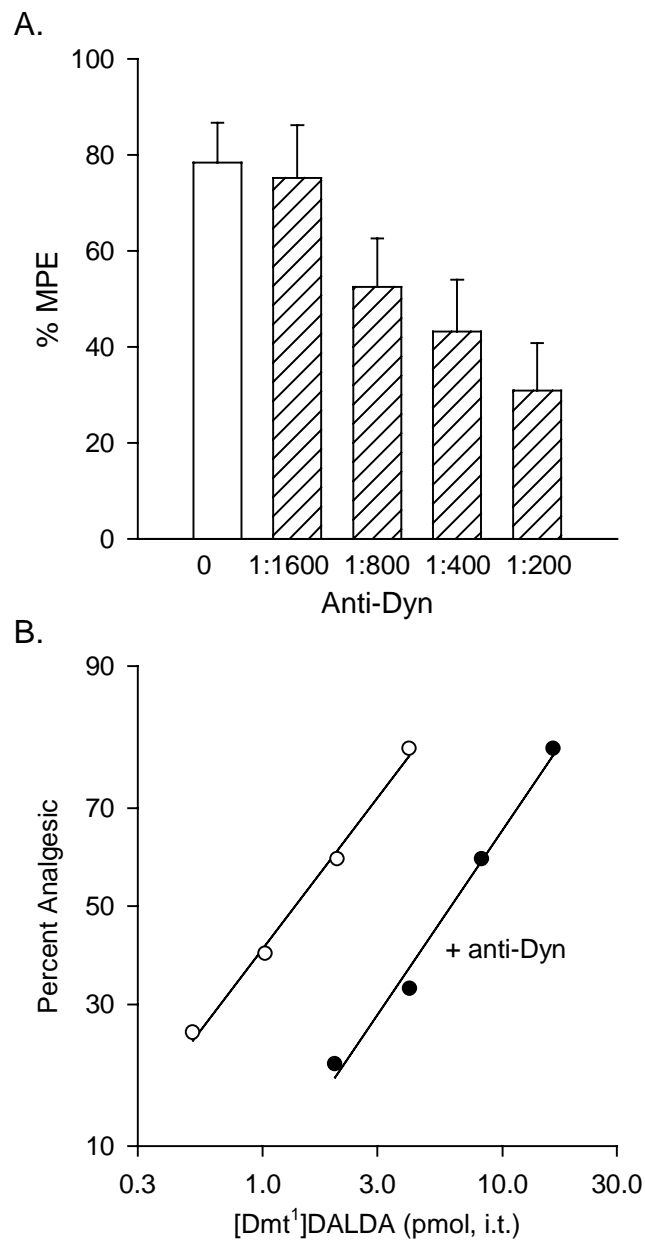 A.
100
80
60
40
20
0
% MPE
0 1:1600 1:800 1:400 1:200
Anti-Dyn
B.
90
70
50
30
10
Percent Analgesic
+ anti-Dyn
0.3 1.0 3.0 10.0 30.0
[Dmt¹]DALDA (pmol, i.t.)